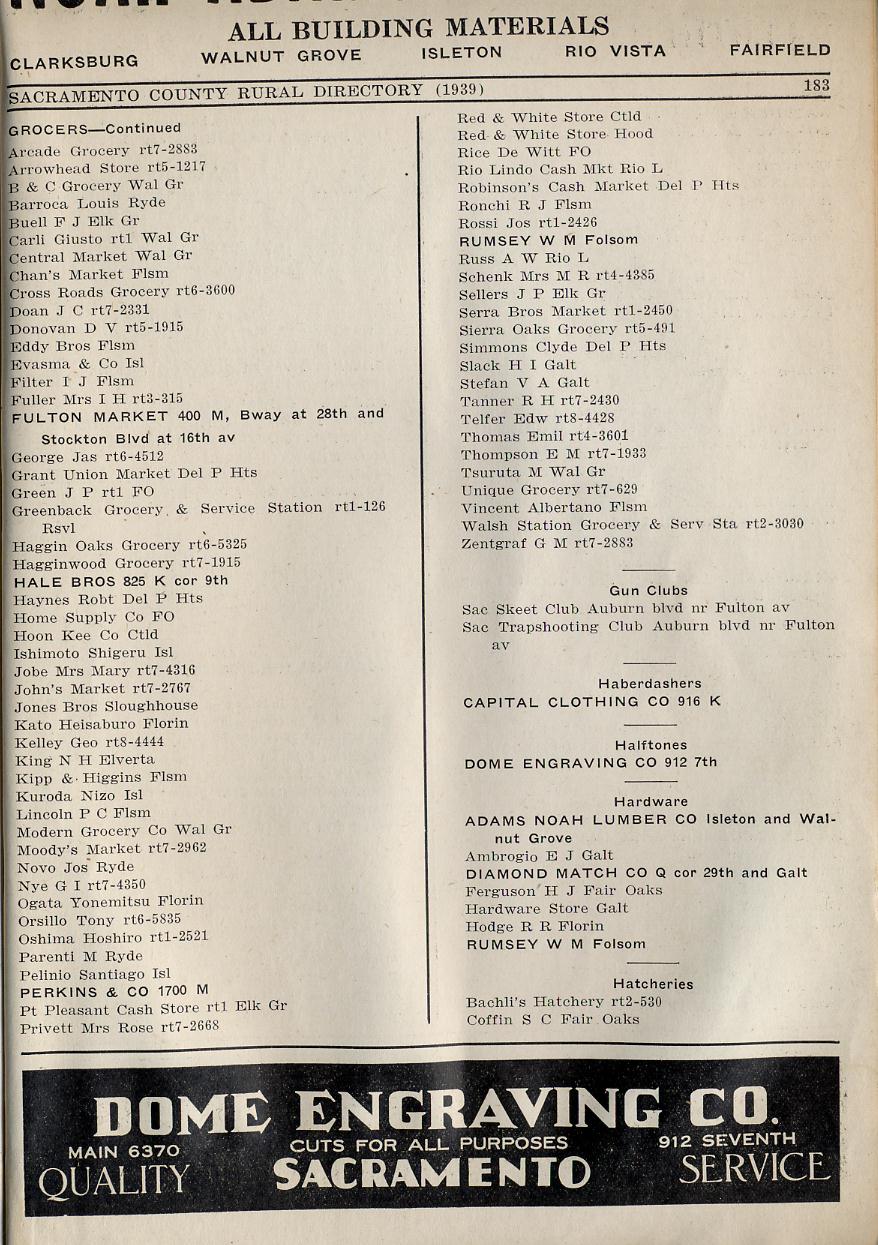 ALL BUILDING MATERIALS
CLARKSBURG WALNUT GROVE ISLETON RIO VISTA FAIRFIELD
SACRAMENTO COUNTY RURAL DIRECTORY (1939) 183
GROCERS—Continued
Arcade Grocery rt7-2883
Arrowhead Store rt5-1217
B & C Grocery Wal Gr
Barroca Louis Ryde
Buell F J Elk Gr
Carli Giusto rt1 Wal Gr
Central Market Wal Gr
Chan's Market Flsm
Cross Roads Grocery rt6-3600
Doan J C rt7-2331
Donovan D V rt5-1915
Eddy Bros Flsm
Evasma & Co Isl
Filter I J Flsm
Fuller Mrs I H rt3-315
FULTON MARKET 400 M, Bway at 28th and
Stockton Blvd at 16th av
George Jas rt6-4512
Grant Union Market Del P Hts
Green J P rt1 FO
Greenback Grocery & Service Station rt1-126
Rsvl
Haggin Oaks Grocery rt6-5325
Hagginwood Grocery rt7-1915
HALE BROS 825 K cor 9th
Haynes Robt Del P Hts
Home Supply Co FO
Hoon Kee Co Ctld
Ishimoto Shigeru Isl
Jobe Mrs Mary rt7-4316
John's Market rt7-2767
Jones Bros Sloughhouse
Kato Heisaburo Florin
Kelley Geo rt8-4444
King N H Elverta
Kipp & Higgins Flsm
Kuroda Nizo Isl
Lincoln P C Flsm
Modern Grocery Co Wal Gr
Moody's Market rt7-2962
Novo Jos Ryde
Nye G I rt7-4350
Ogata Yonemitsu Florin
Orsillo Tony rt6-5835
Oshima Hoshiro rt1-2521
Parenti M Ryde
Pelinio Santiago Isl
PERKINS & CO 1700 M
Pt Pleasant Cash Store rt1 Elk Gr
Privett Mrs Rose rt7-2668
Red & White Store Ctld
Red & White Store Hood
Rice De Witt FO
Rio Lindo Cash Mkt Rio L
Robinson's Cash Market Del P Hts
Ronchi R J Flsm
Rossi Jos rt1-2426
RUMSEY W M Folsom
Russ A W Rio L
Schenk Mrs M R rt4-4385
Sellers J P Elk Gr
Serra Bros Market rt1-2450
Sierra Oaks Grocery rt5-491
Simmons Clyde Del P Hts
Slack H I Galt
Stefan V A Galt
Tanner R H rt7-2430
Telfer Edw rt8-4428
Thomas Emil rt4-3601
Thompson E M rt7-1933
Tsuruta M Wal Gr
Unique Grocery rt7-629
Vincent Albertano Flsm
Walsh Station Grocery & Serv Sta rt2-3030
Zentgraf G M rt7-2883
Gun Clubs
Sac Skeet Club Auburn blvd nr Fulton av
Sac Trapshooting Club Auburn blvd nr Fulton
av
Haberdashers
CAPITAL CLOTHING CO 916 K
Halftones
DOME ENGRAVING CO 912 7th
Hardware
ADAMS NOAH LUMBER CO Isleton and Wal-
nut Grove
Ambrogio E J Galt
DIAMOND MATCH CO Q cor 29th and Galt
Ferguson H J Fair Oaks
Hardware Store Galt
Hodge R R Florin
RUMSEY W M Folsom
Hatcheries
Bachli's Hatchery rt2-530
Coffin S C Fair Oaks
DOME ENGRAVING CO.
MAIN 6370 CUTS FOR ALL PURPOSES 912 SEVENTH
QUALITY SACRAMENTO SERVICE